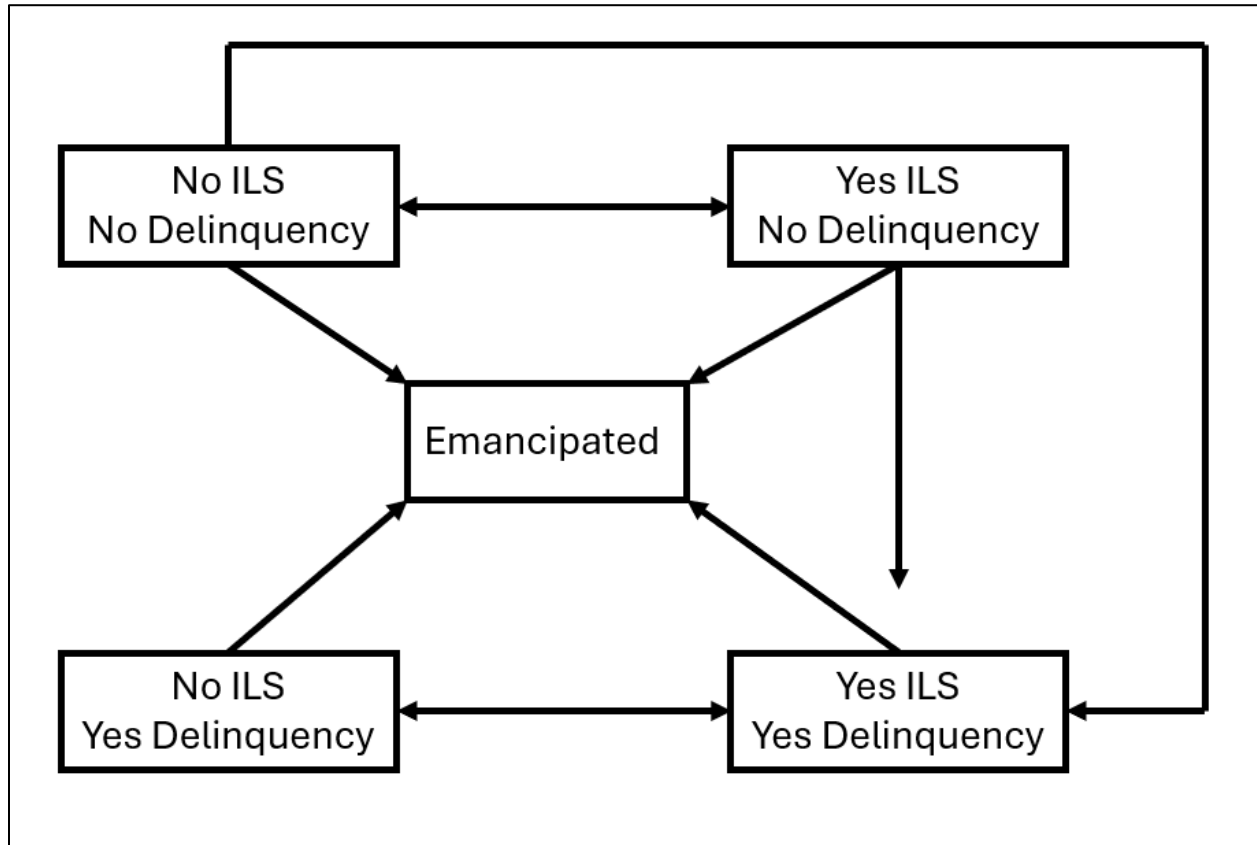 No ILS
No Delinquency
Yes ILS
No Delinquency
Emancipated
No ILS
Yes Delinquency
Yes ILS
Yes Delinquency